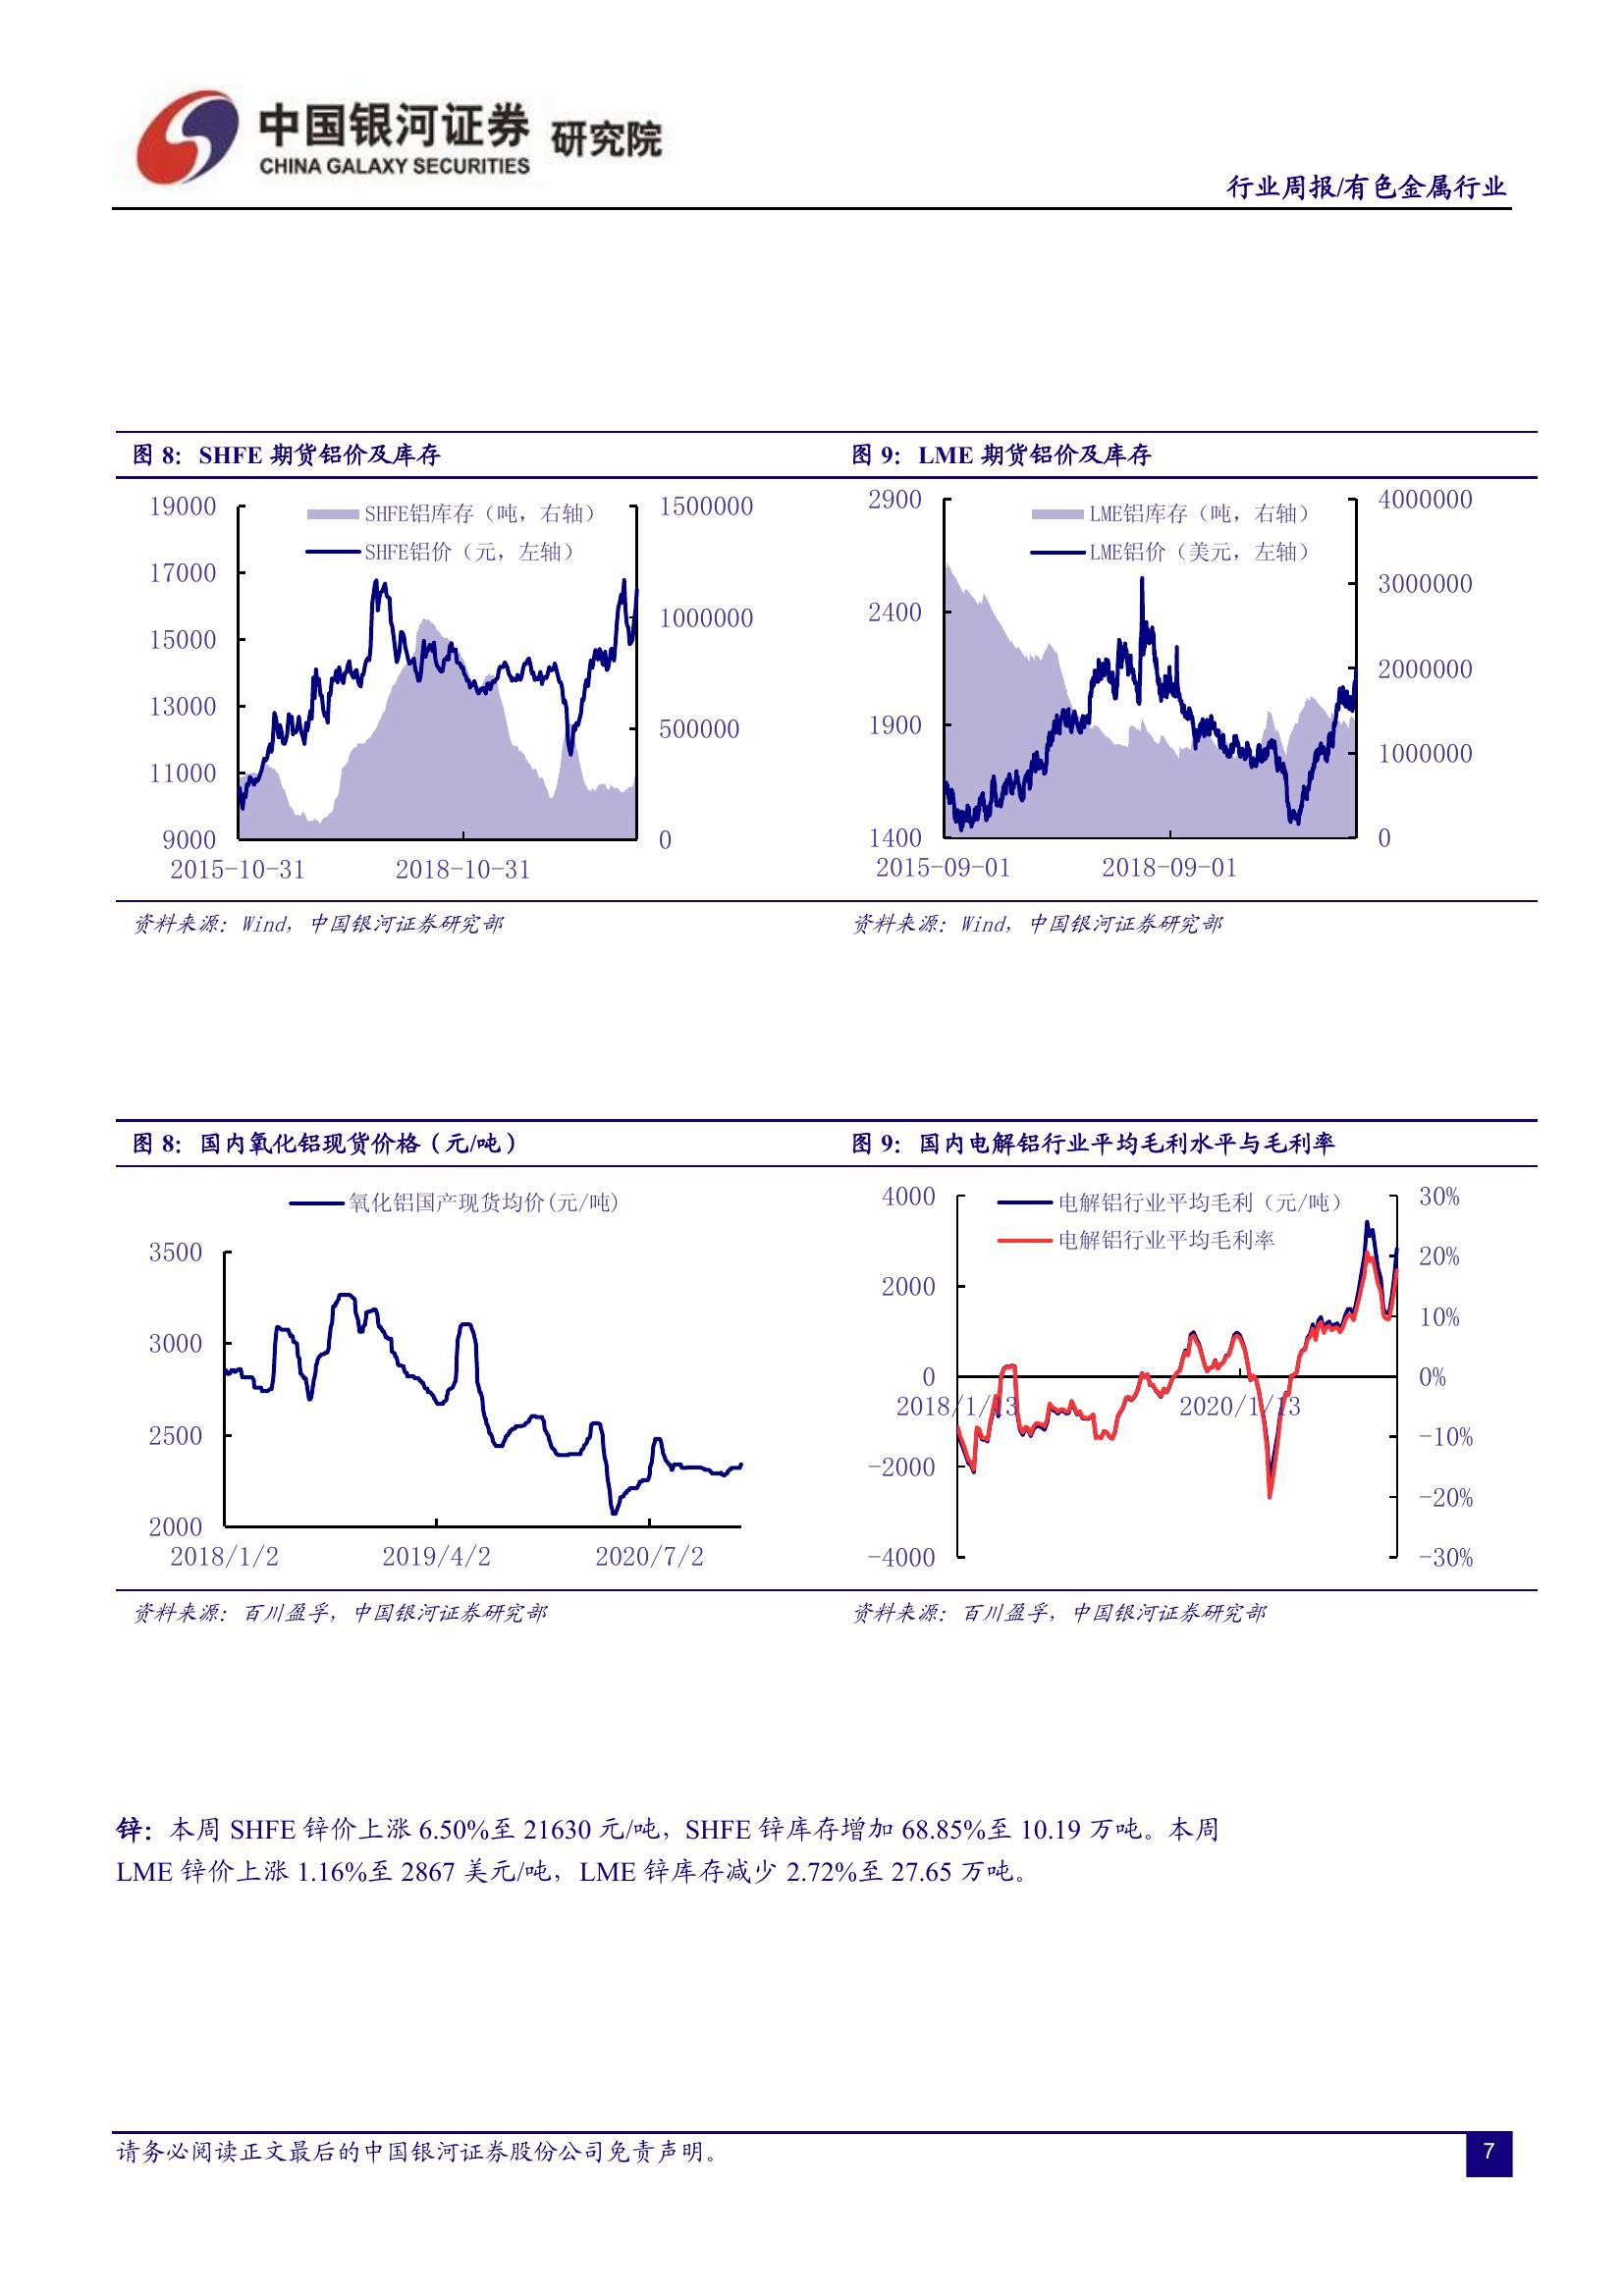 中国银河证券 研究院
CHINA GALAXY SECURITIES
行业周报/有色金属行业
图 8：SHFE 期货铝价及库存
图 9：LME 期货铝价及库存
SHFE铝库存（吨，右轴）
SHFE铝价（元，左轴）
19000
17000
15000
13000
11000
9000
1500000
1000000
500000
0
2015-10-31
2018-10-31
LME铝库存（吨，右轴）
LME铝价（美元，左轴）
2900
2400
1900
1400
4000000
3000000
2000000
1000000
0
2015-09-01
2018-09-01
资料来源：Wind，中国银河证券研究部
资料来源：Wind，中国银河证券研究部
图 8：国内氧化铝现货价格（元/吨）
图 9：国内电解铝行业平均毛利水平与毛利率
氧化铝国产现货均价(元/吨)
3500
3000
2500
2000
2018/1/2
2019/4/2
2020/7/2
电解铝行业平均毛利（元/吨）
电解铝行业平均毛利率
4000
2000
0
-2000
-4000
30%
20%
10%
0%
-10%
-20%
-30%
2018/1/13
2020/1/13
资料来源：百川盈孚，中国银河证券研究部
资料来源：百川盈孚，中国银河证券研究部
锌：本周 SHFE 锌价上涨 6.50%至 21630 元/吨，SHFE 锌库存增加 68.85%至 10.19 万吨。本周
LME 锌价上涨 1.16%至 2867 美元/吨，LME 锌库存减少 2.72%至 27.65 万吨。
请务必阅读正文最后的中国银河证券股份公司免责声明。
7